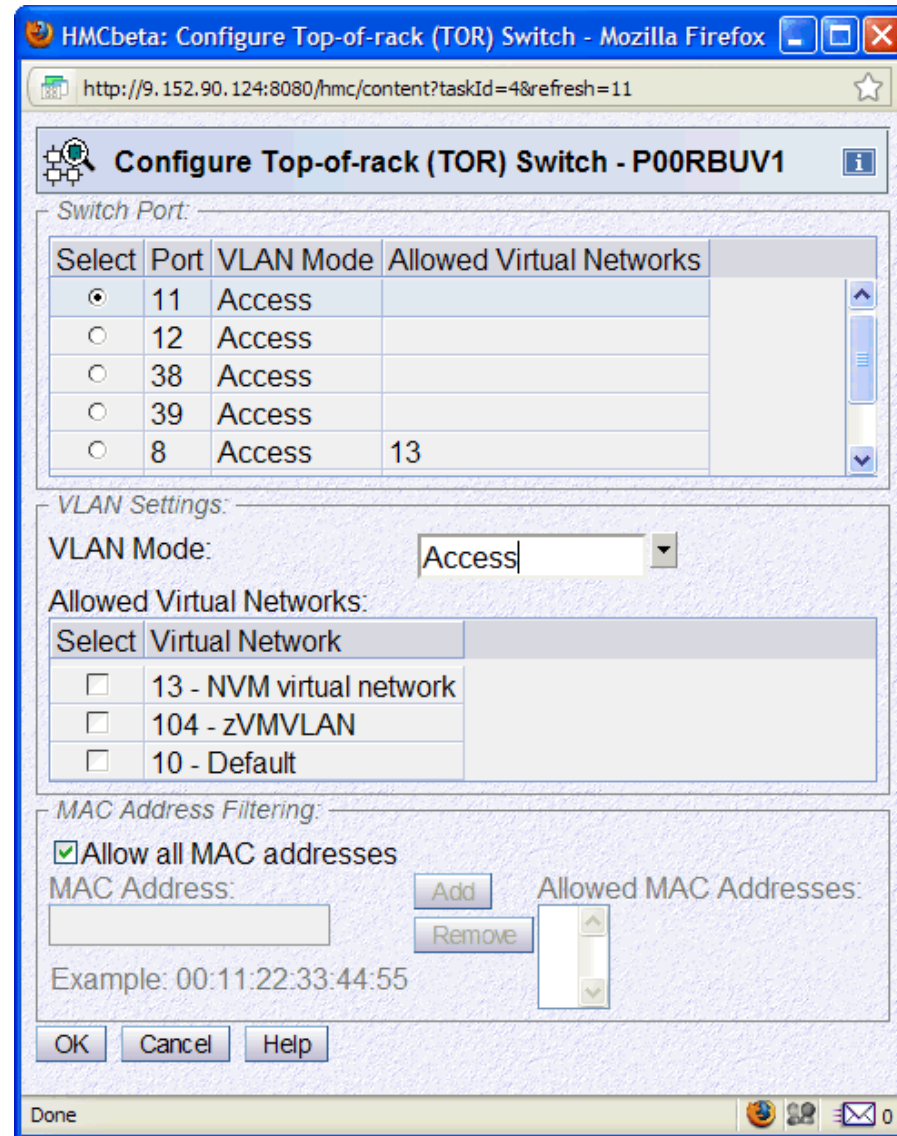 HMCbeta: Configure Top-of-rack (TOR) Switch - Mozilla Firefox
http://9.152.90.124:8080/hmc/content?taskId=4&refresh=11
Configure Top-of-rack (TOR) Switch - P00RBUV1
i
Switch Port:
Select Port VLAN Mode Allowed Virtual Networks
11 Access
12 Access
38 Access
39 Access
8 Access 13
VLAN Settings:
VLAN Mode: Access
Allowed Virtual Networks:
Select Virtual Network
13 - NVM virtual network
104 - zVMVLAN
10 - Default
MAC Address Filtering:
Allow all MAC addresses
MAC Address: Add Allowed MAC Addresses:
Remove
Example: 00:11:22:33:44:55
OK Cancel Help
Done 0